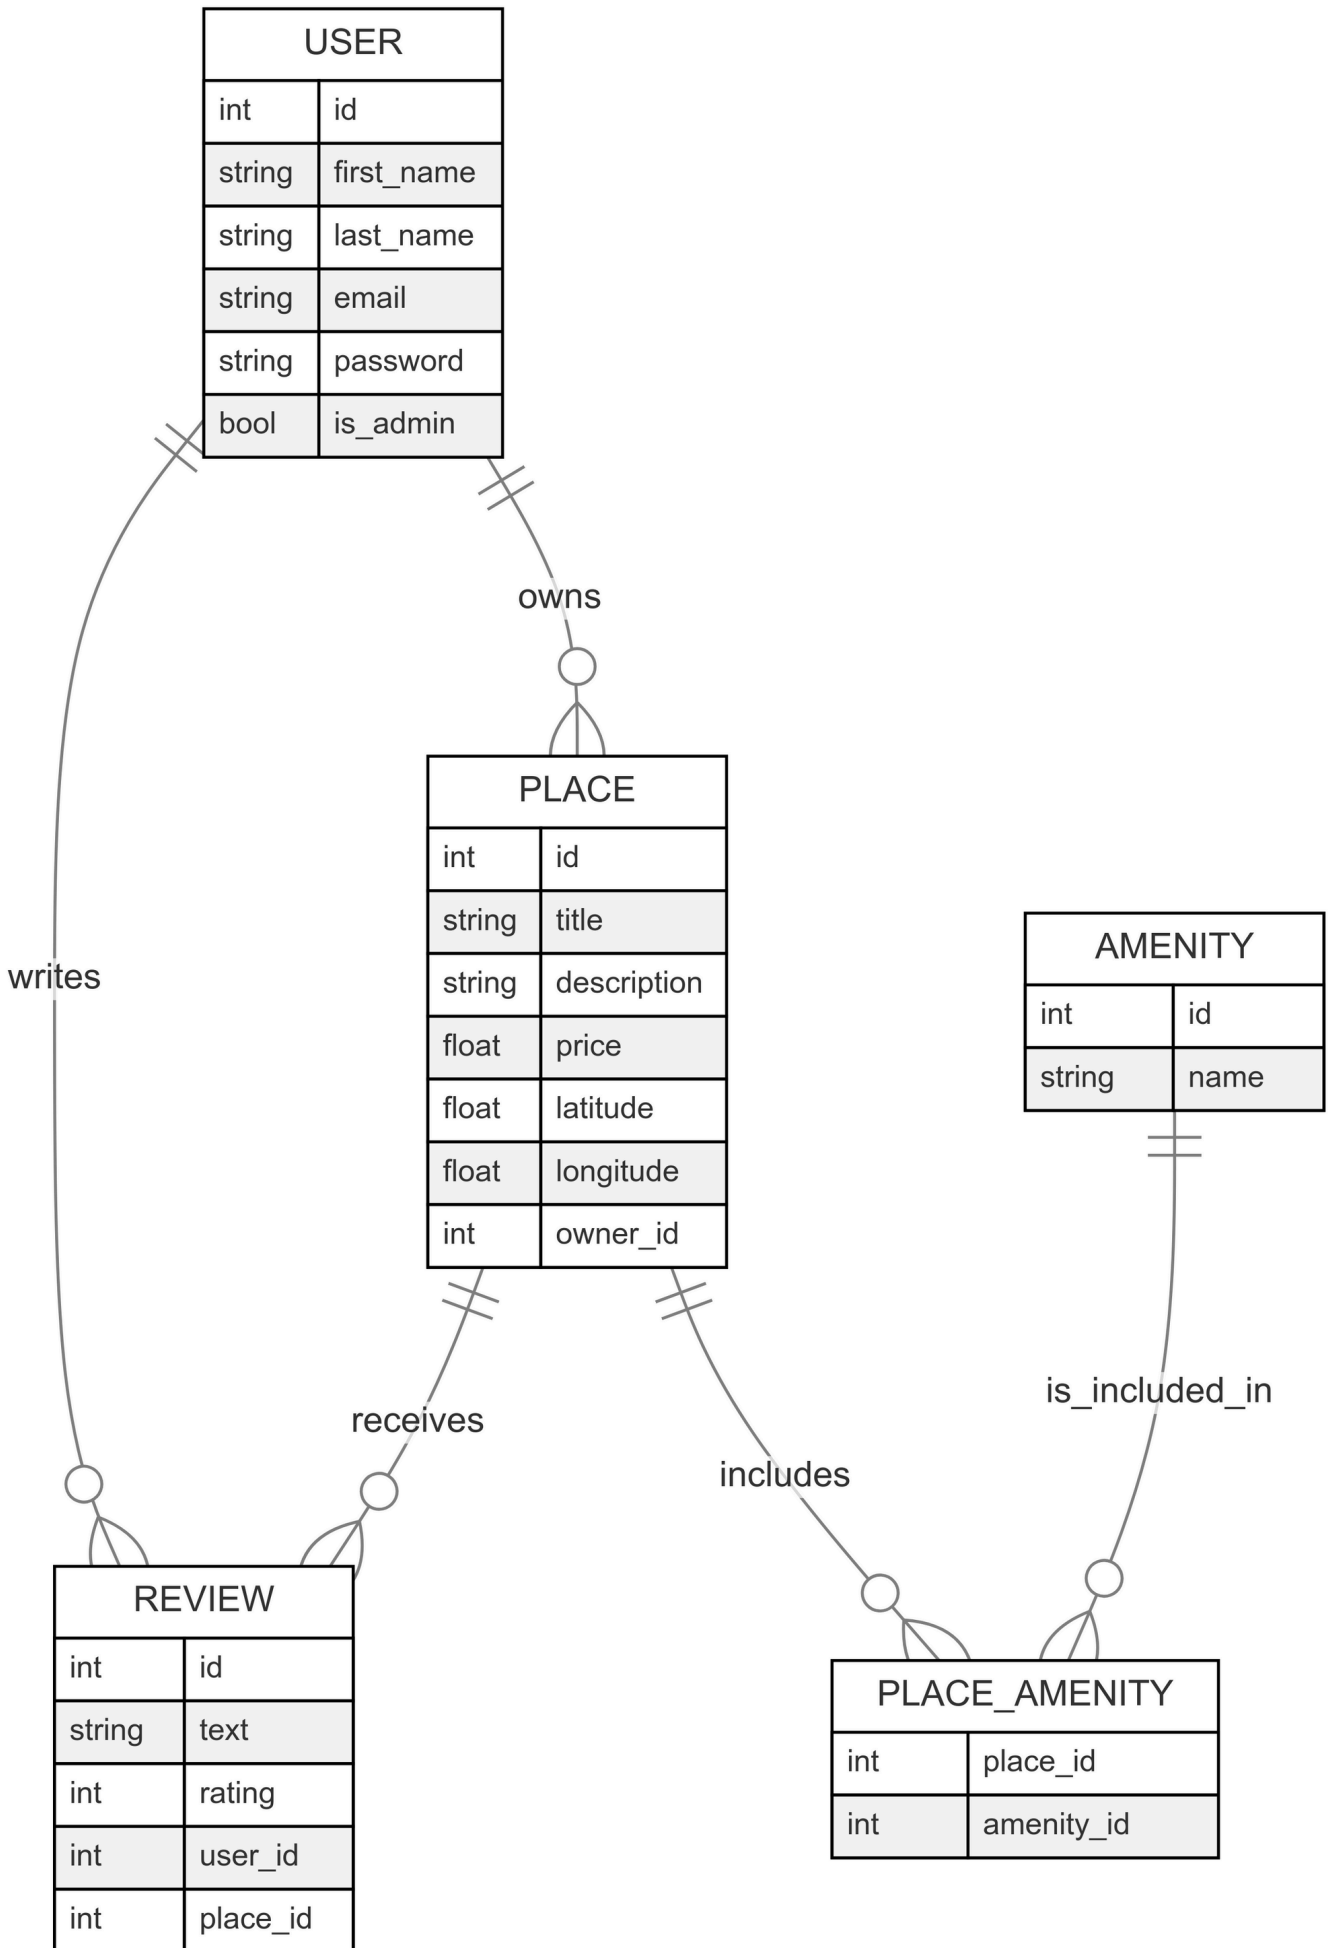 USER
int id
string first_name
string last_name
string email
string password
bool is_admin
owns
writes
PLACE
int id
string title
string description
float price
float latitude
float longitude
int owner_id
AMENITY
int id
string name
receives
includes
is_included_in
REVIEW
int id
string text
int rating
int user_id
int place_id
PLACE_AMENITY
int place_id
int amenity_id